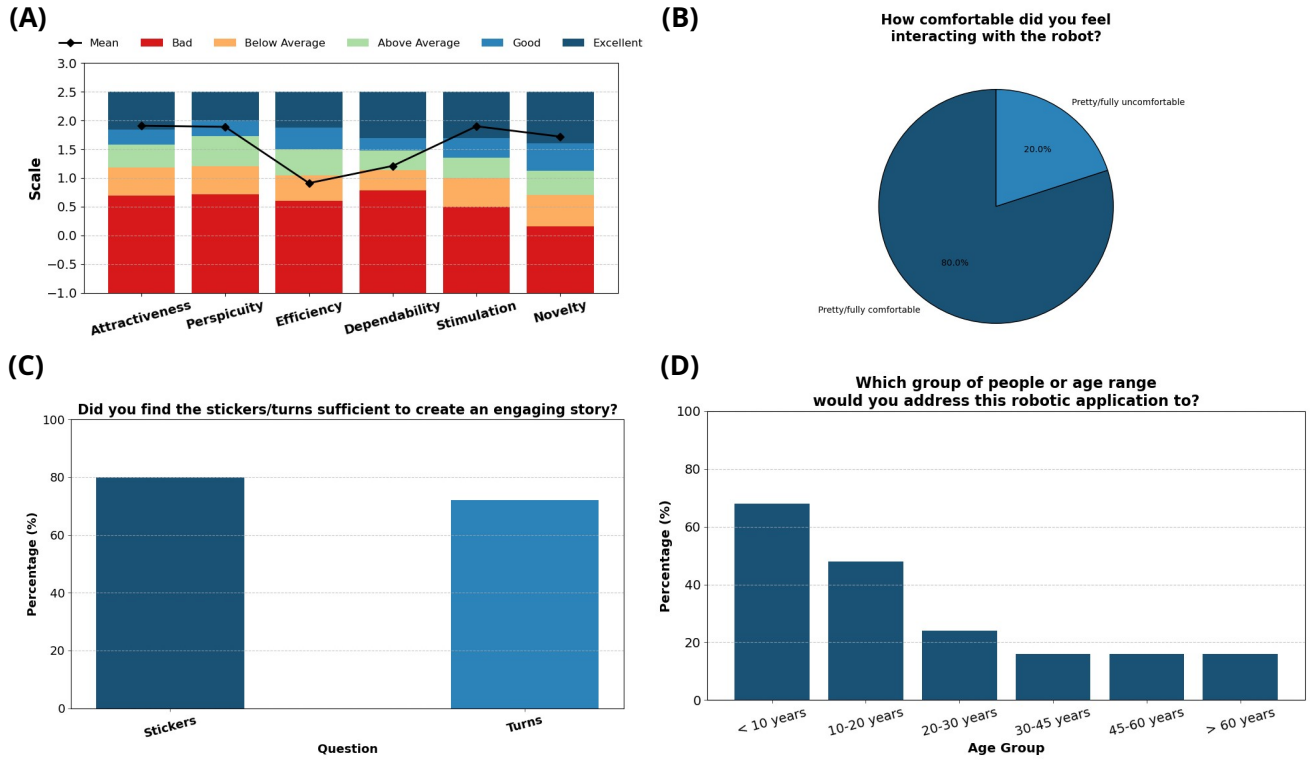 (A)
Mean Bad Below Average Above Average Good Excellent
Scale
3.0
2.5
2.0
1.5
1.0
0.5
0.0
−0.5
−1.0
Attractiveness Perspicuity Efficiency Dependability Stimulation Novelty
(B)
How comfortable did you feel
interacting with the robot?
Pretty/fully uncomfortable
20.0%
80.0%
Pretty/fully comfortable
(C)
Did you find the stickers/turns sufficient to create an engaging story?
Percentage (%)
100
80
60
40
20
0
Stickers Turns
Question
(D)
Which group of people or age range
would you address this robotic application to?
Percentage (%)
100
80
60
40
20
0
< 10 years 10-20 years 20-30 years 30-45 years 45-60 years > 60 years
Age Group